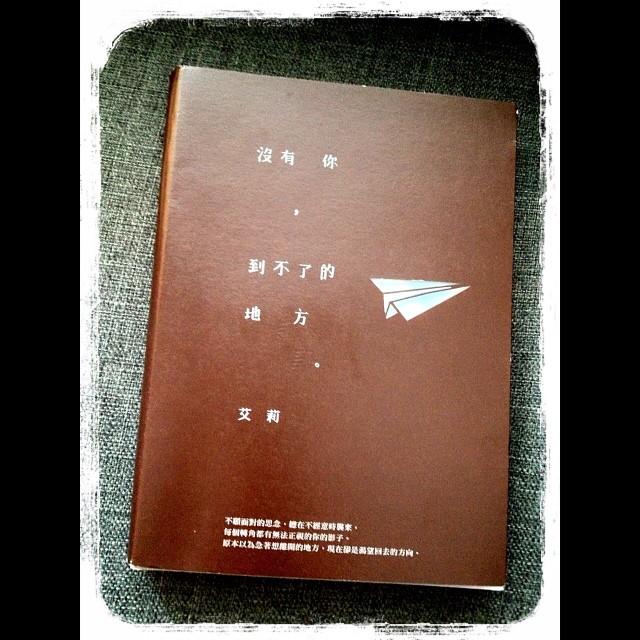 沒有 你
，
到不了的
地 方
。
艾 莉
不願面對的思念、總在不經意時襲來、
每個轉角都有無法正視的你的影子。
原本以為急著想離開的地方、現在卻是渴望回去的方向。